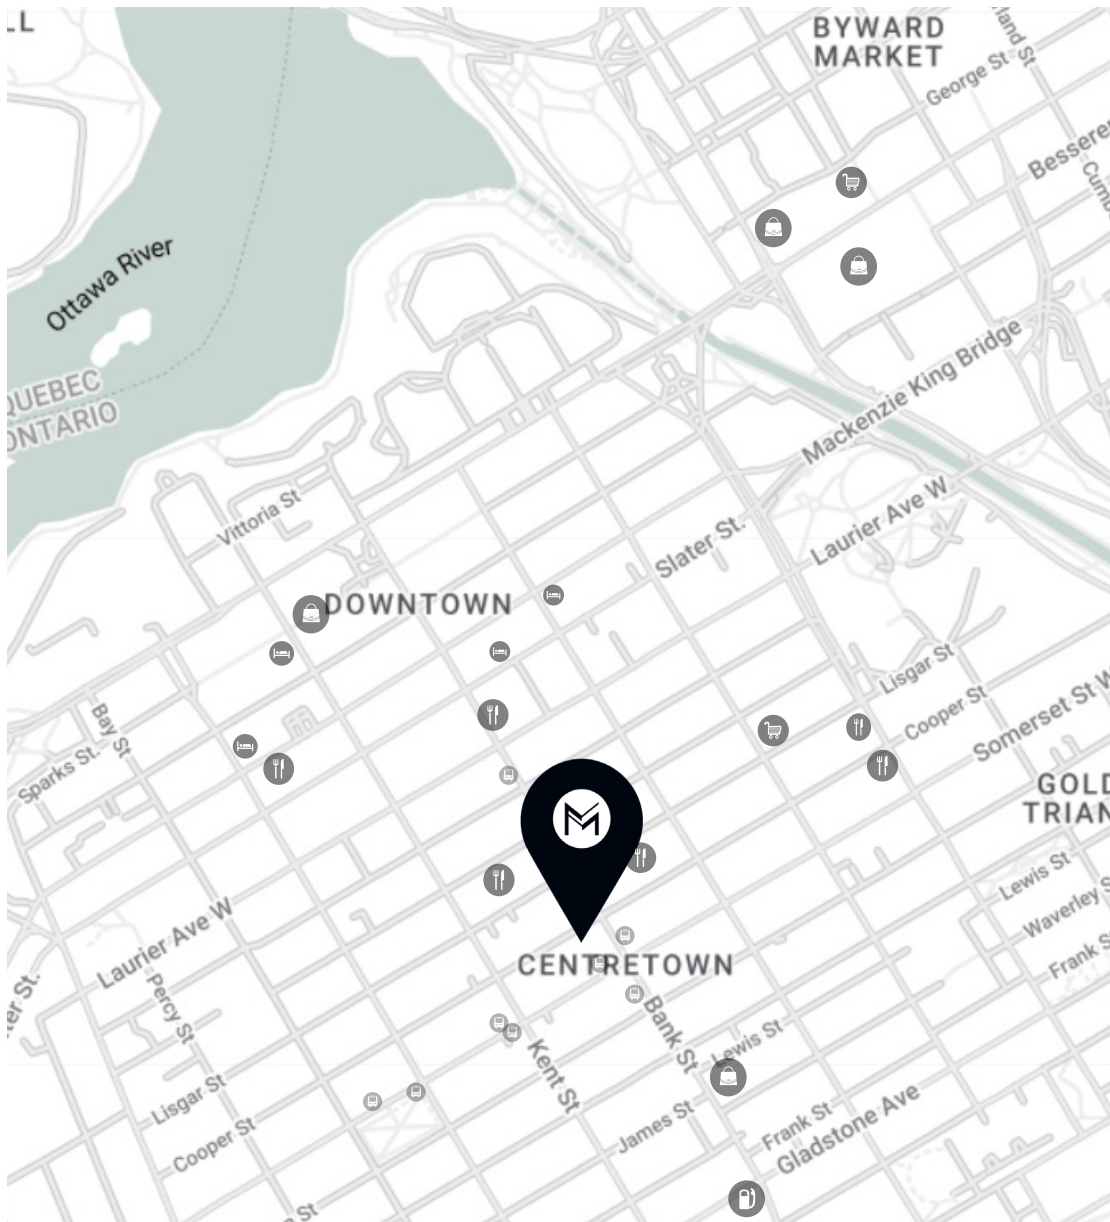 LL
BYWARD
MARKET
George St
Besserer
Ottawa River
QUEBEC
ONTARIO
Mackenzie King Bridge
Vittoria St
Laurier Ave W
Slater St.
DOWNTOWN
Lisgar St
Cooper St
Somerset St W
Bay St
Sparks St.
GOLD
TRIAN
Lewis St
Waverley S
Frank St
Laurier Ave W
Percy St
CENTRETOWN
Bank St
Kent St
Lewis St
Lisgar St
Cooper St
James St
Frank St
Gladstone Ave